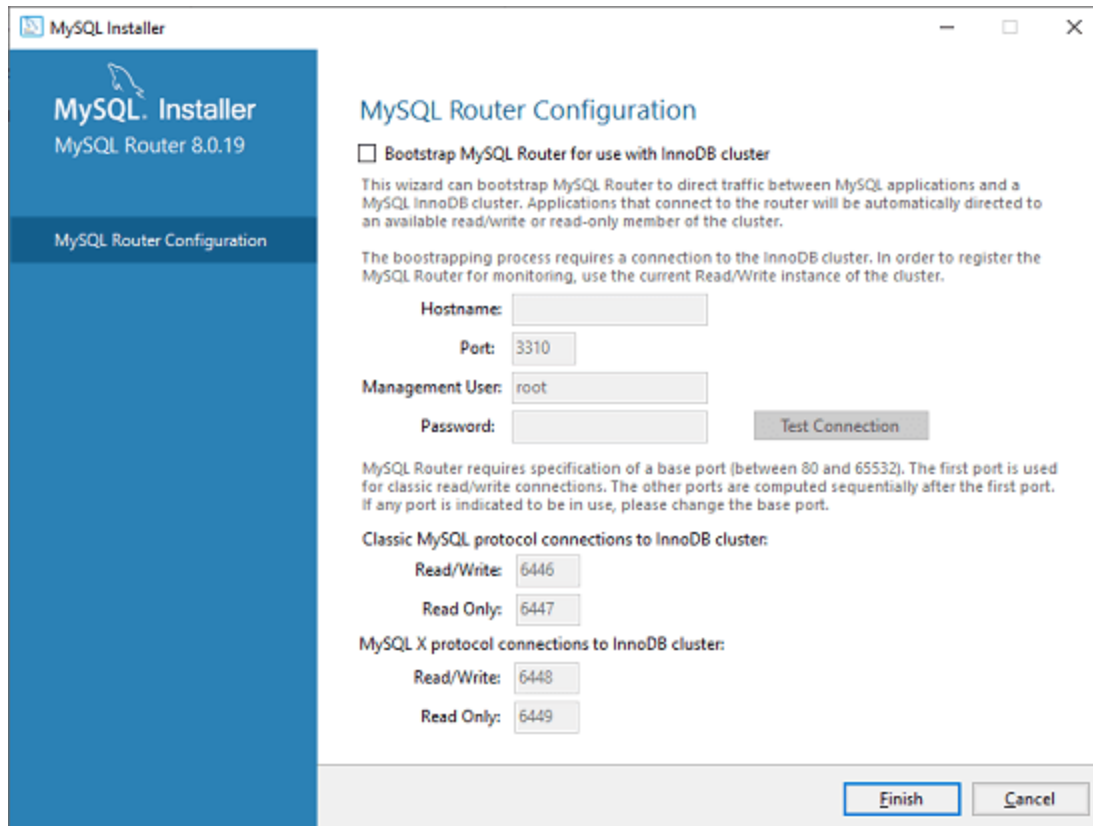 MySQL Installer
MySQL. Installer
MySQL Router 8.0.19
MySQL Router Configuration
MySQL Router Configuration
Bootstrap MySQL Router for use with InnoDB cluster
This wizard can bootstrap MySQL Router to direct traffic between MySQL applications and a
MySQL InnoDB cluster. Applications that connect to the router will be automatically directed to
an available read/write or read-only member of the cluster.
The boostrapping process requires a connection to the InnoDB cluster. In order to register the
MySQL Router for monitoring, use the current Read/Write instance of the cluster.
Hostname:
Port: 3310
Management User: root
Password: Test Connection
MySQL Router requires specification of a base port (between 80 and 65532). The first port is used
for classic read/write connections. The other ports are computed sequentially after the first port.
If any port is indicated to be in use, please change the base port.
Classic MySQL protocol connections to InnoDB cluster:
Read/Write: 6446
Read Only: 6447
MySQL X protocol connections to InnoDB cluster:
Read/Write: 6448
Read Only: 6449
Finish Cancel